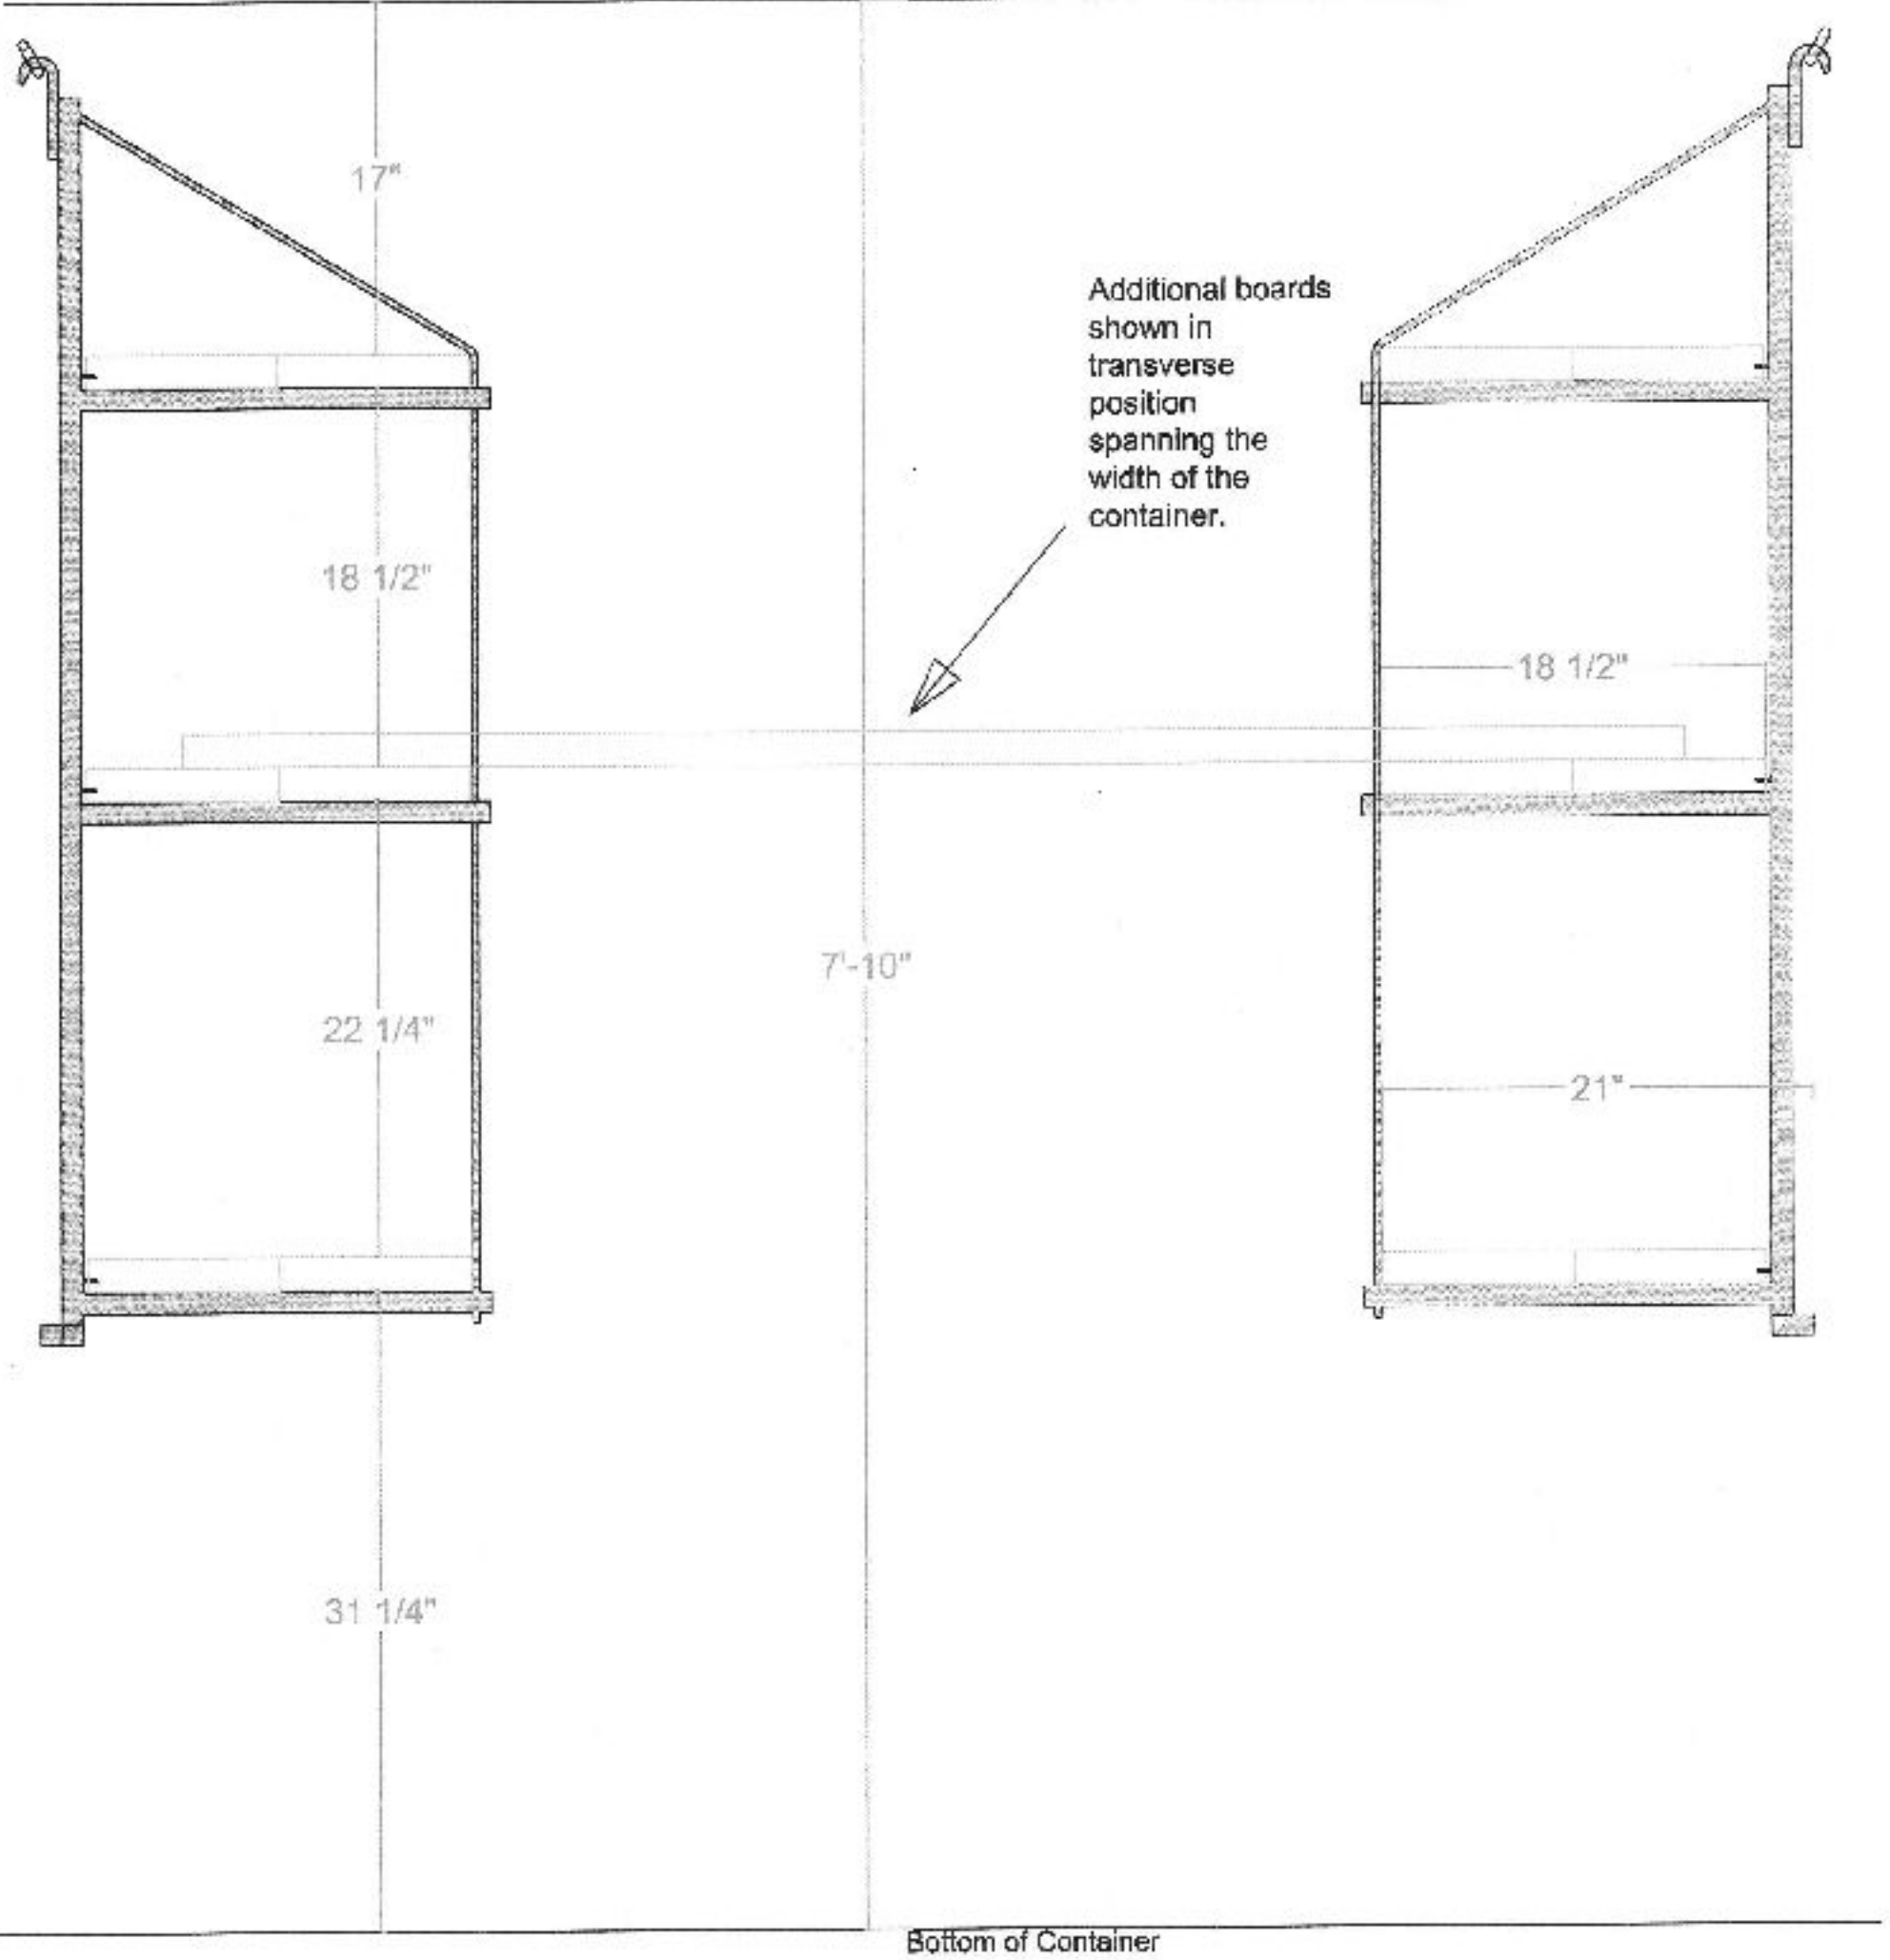 17"
Additional boards
shown in
transverse
position
spanning the
width of the
container.
18 1/2"
18 1/2"
7'-10"
22 1/4"
21"
31 1/4"
Bottom of Container